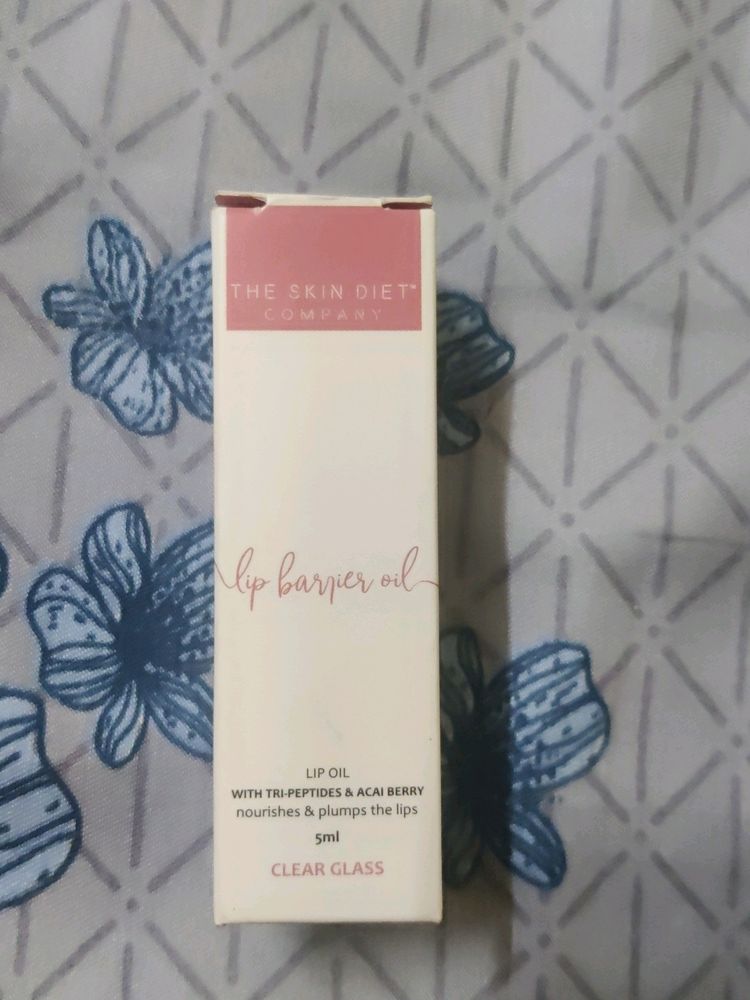 THE SKIN DIET™
COMPANY
lip barrier oil
LIP OIL
WITH TRI-PEPTIDES & ACAI BERRY
nourishes & plumps the lips
5ml
CLEAR GLASS